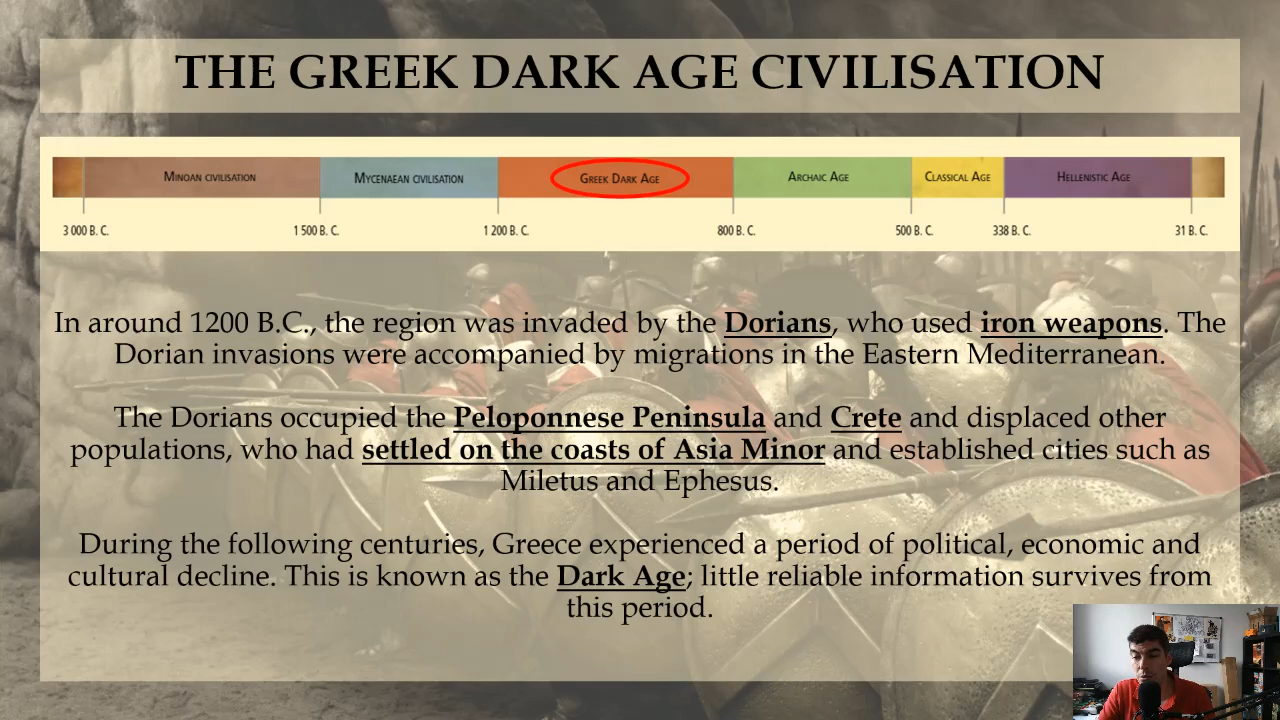 THE GREEK DARK AGE CIVILISATION
MINOAN CIVILISATION MYCENAEAN CIVILISATION GREEK DARK AGE ARCHAIC AGE CLASSICAL AGE HELLENISTIC AGE
3 000 B. C. 1 500 B. C. 1 200 B. C. 800 B. C. 500 B. C. 338 B. C. 31 B. C.
In around 1200 B.C., the region was invaded by the Dorians, who used iron weapons. The
Dorian invasions were accompanied by migrations in the Eastern Mediterranean.
The Dorians occupied the Peloponnese Peninsula and Crete and displaced other
populations, who had settled on the coasts of Asia Minor and established cities such as
Miletus and Ephesus.
During the following centuries, Greece experienced a period of political, economic and
cultural decline. This is known as the Dark Age; little reliable information survives from
this period.